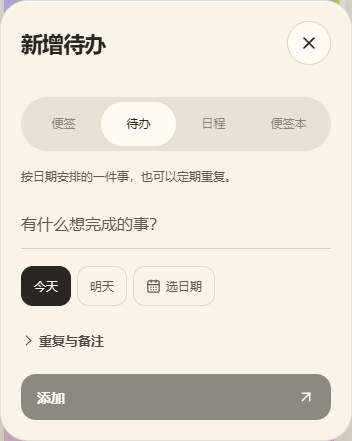 新增待办
便签 待办 日程 便签本
按日期安排的一件事，也可以定期重复。
有什么想完成的事?
今天 明天 选日期
重复与备注
添加